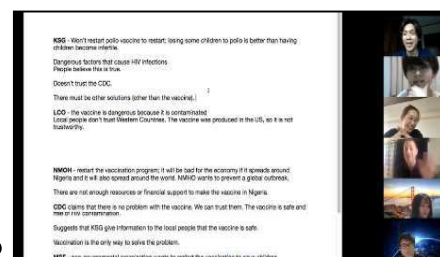 KSG - Won't restart polio vaccine to restart; losing some children to polio is better than having
children become infertile.
Dangerous factors that cause HIV infections.
People believe this is true.
Doesn't trust the CDC.
There must be other solutions (other than the vaccine).
LCO - the vaccine is dangerous because it is contaminated
Local people don't trust Western Countries. The vaccine was produced in the US, so it is not
trustworthy.
NMOH - restart the vaccination program; it will be bad for the economy if it spreads around
Nigeria and it will also spread around the world. NMHO wants to prevent a global outbreak.
There are not enough resources or financial support to make the vaccine in Nigeria.
CDC claims that there is no problem with the vaccine. We can trust them. The vaccine is safe and
free of HIV contamination.
Suggests that KSG give information to the local people that the vaccine is safe.
Vaccination is the only way to solve the problem.